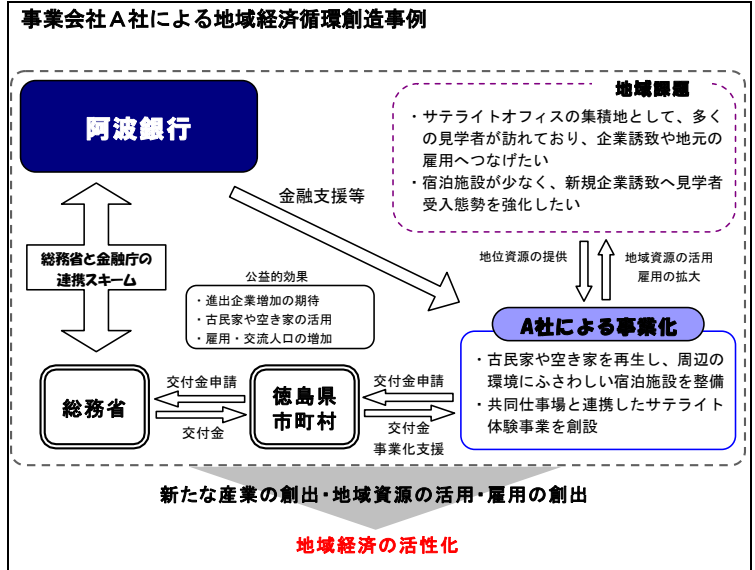 事業会社A社による地域経済循環創造事例
阿波銀行
地域課題
・サテライトオフィスの集積地として、多く
の見学者が訪れており、企業誘致や地元の
雇用へつなげたい
・宿泊施設が少なく、新規企業誘致へ見学者
受入態勢を強化したい
金融支援等
総務省と金融庁の
連携スキーム
公益的効果
・進出企業増加の期待
・古民家や空き家の活用
・雇用・交流人口の増加
地位資源の提供
地域資源の活用
雇用の拡大
A社による事業化
・古民家や空き家を再生し、周辺の
環境にふさわしい宿泊施設を整備
・共同仕事場と連携したサテライト
体験事業を創設
総務省
交付金申請
交付金
徳島県
市町村
交付金申請
交付金
事業化支援
新たな産業の創出・地域資源の活用・雇用の創出
地域経済の活性化